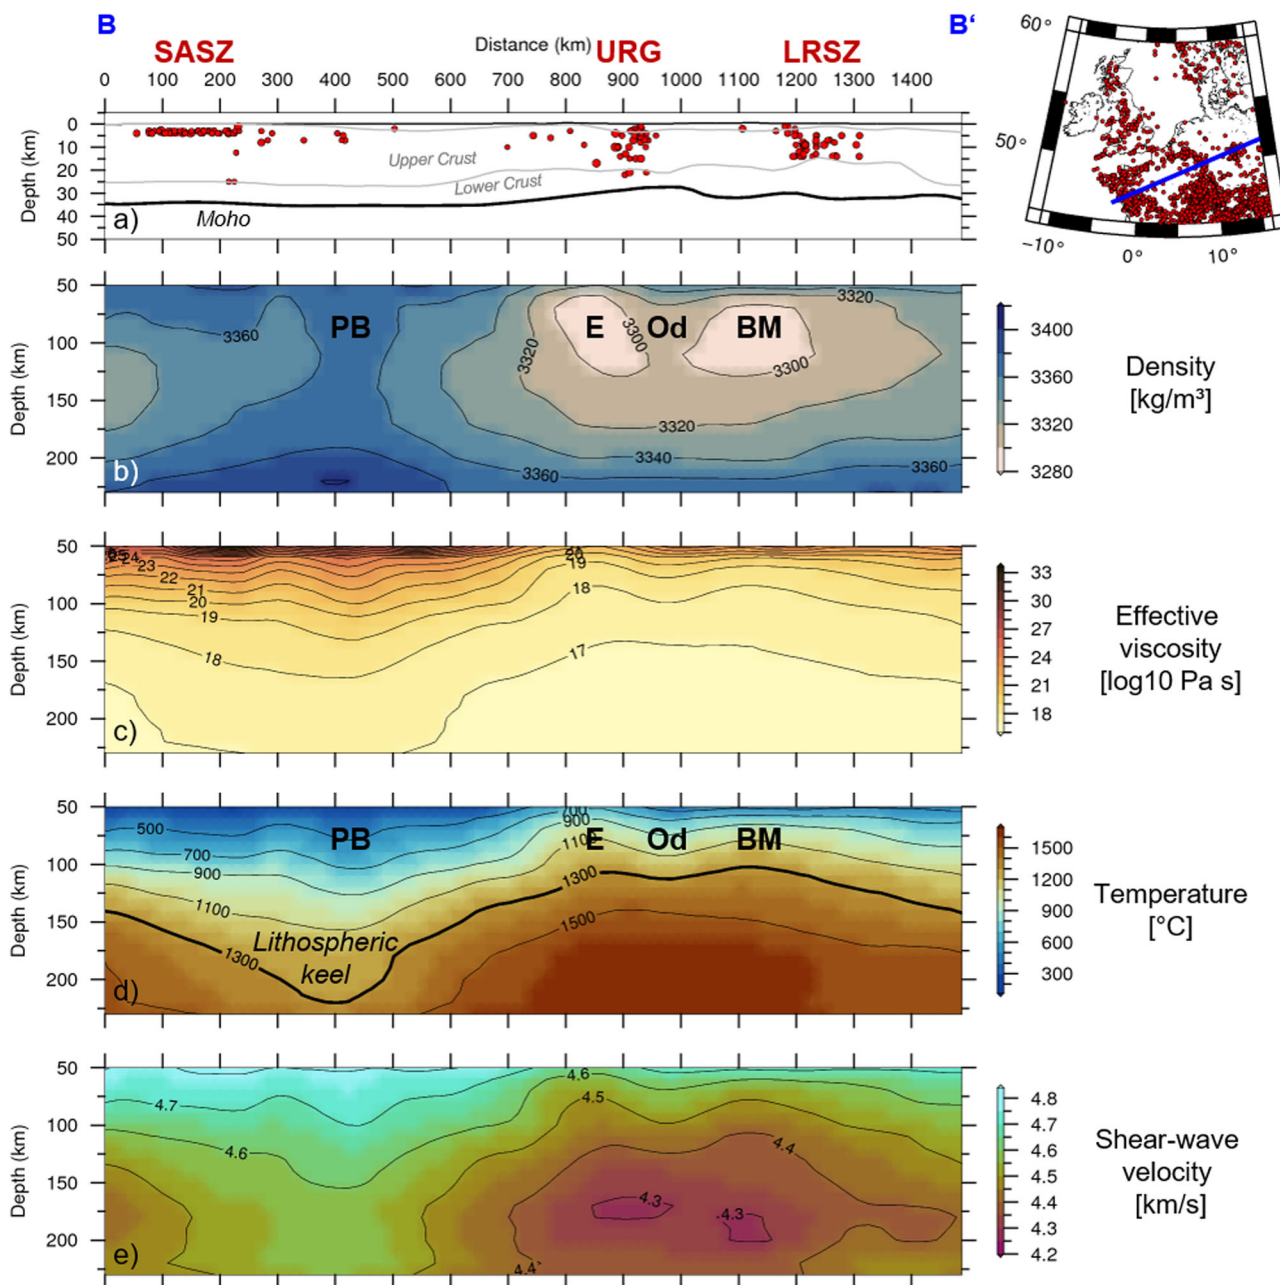 B
B‘
SASZ
Distance (km)
URG
LRSZ
0 100 200 300 400 500 600 700 800 900 1000 1100 1200 1300 1400
Depth (km)
0
10
20
30
40
50
Upper Crust
Lower Crust
Moho
a)
60°
50°
−10°
0°
10°
Depth (km)
50
100
150
200
PB
E
Od
BM
3360
3320
3300
3320
3300
3320
3340
3360
3360
b)
3400
3360
3320
3280
Density
[kg/m³]
Depth (km)
50
100
150
200
25
24
23
22
21
20
19
18
20
19
18
17
c)
33
30
27
24
21
18
Effective
viscosity
[log10 Pa s]
Depth (km)
50
100
150
200
PB
E
Od
BM
500
700
900
1100
1300
700
900
1100
1300
1500
Lithospheric
keel
d)
1500
1200
900
600
300
Temperature
[°C]
Depth (km)
50
100
150
200
4.7
4.6
4.6
4.5
4.4
4.3
4.3
4.4
e)
4.8
4.7
4.6
4.5
4.4
4.3
4.2
Shear-wave
velocity
[km/s]